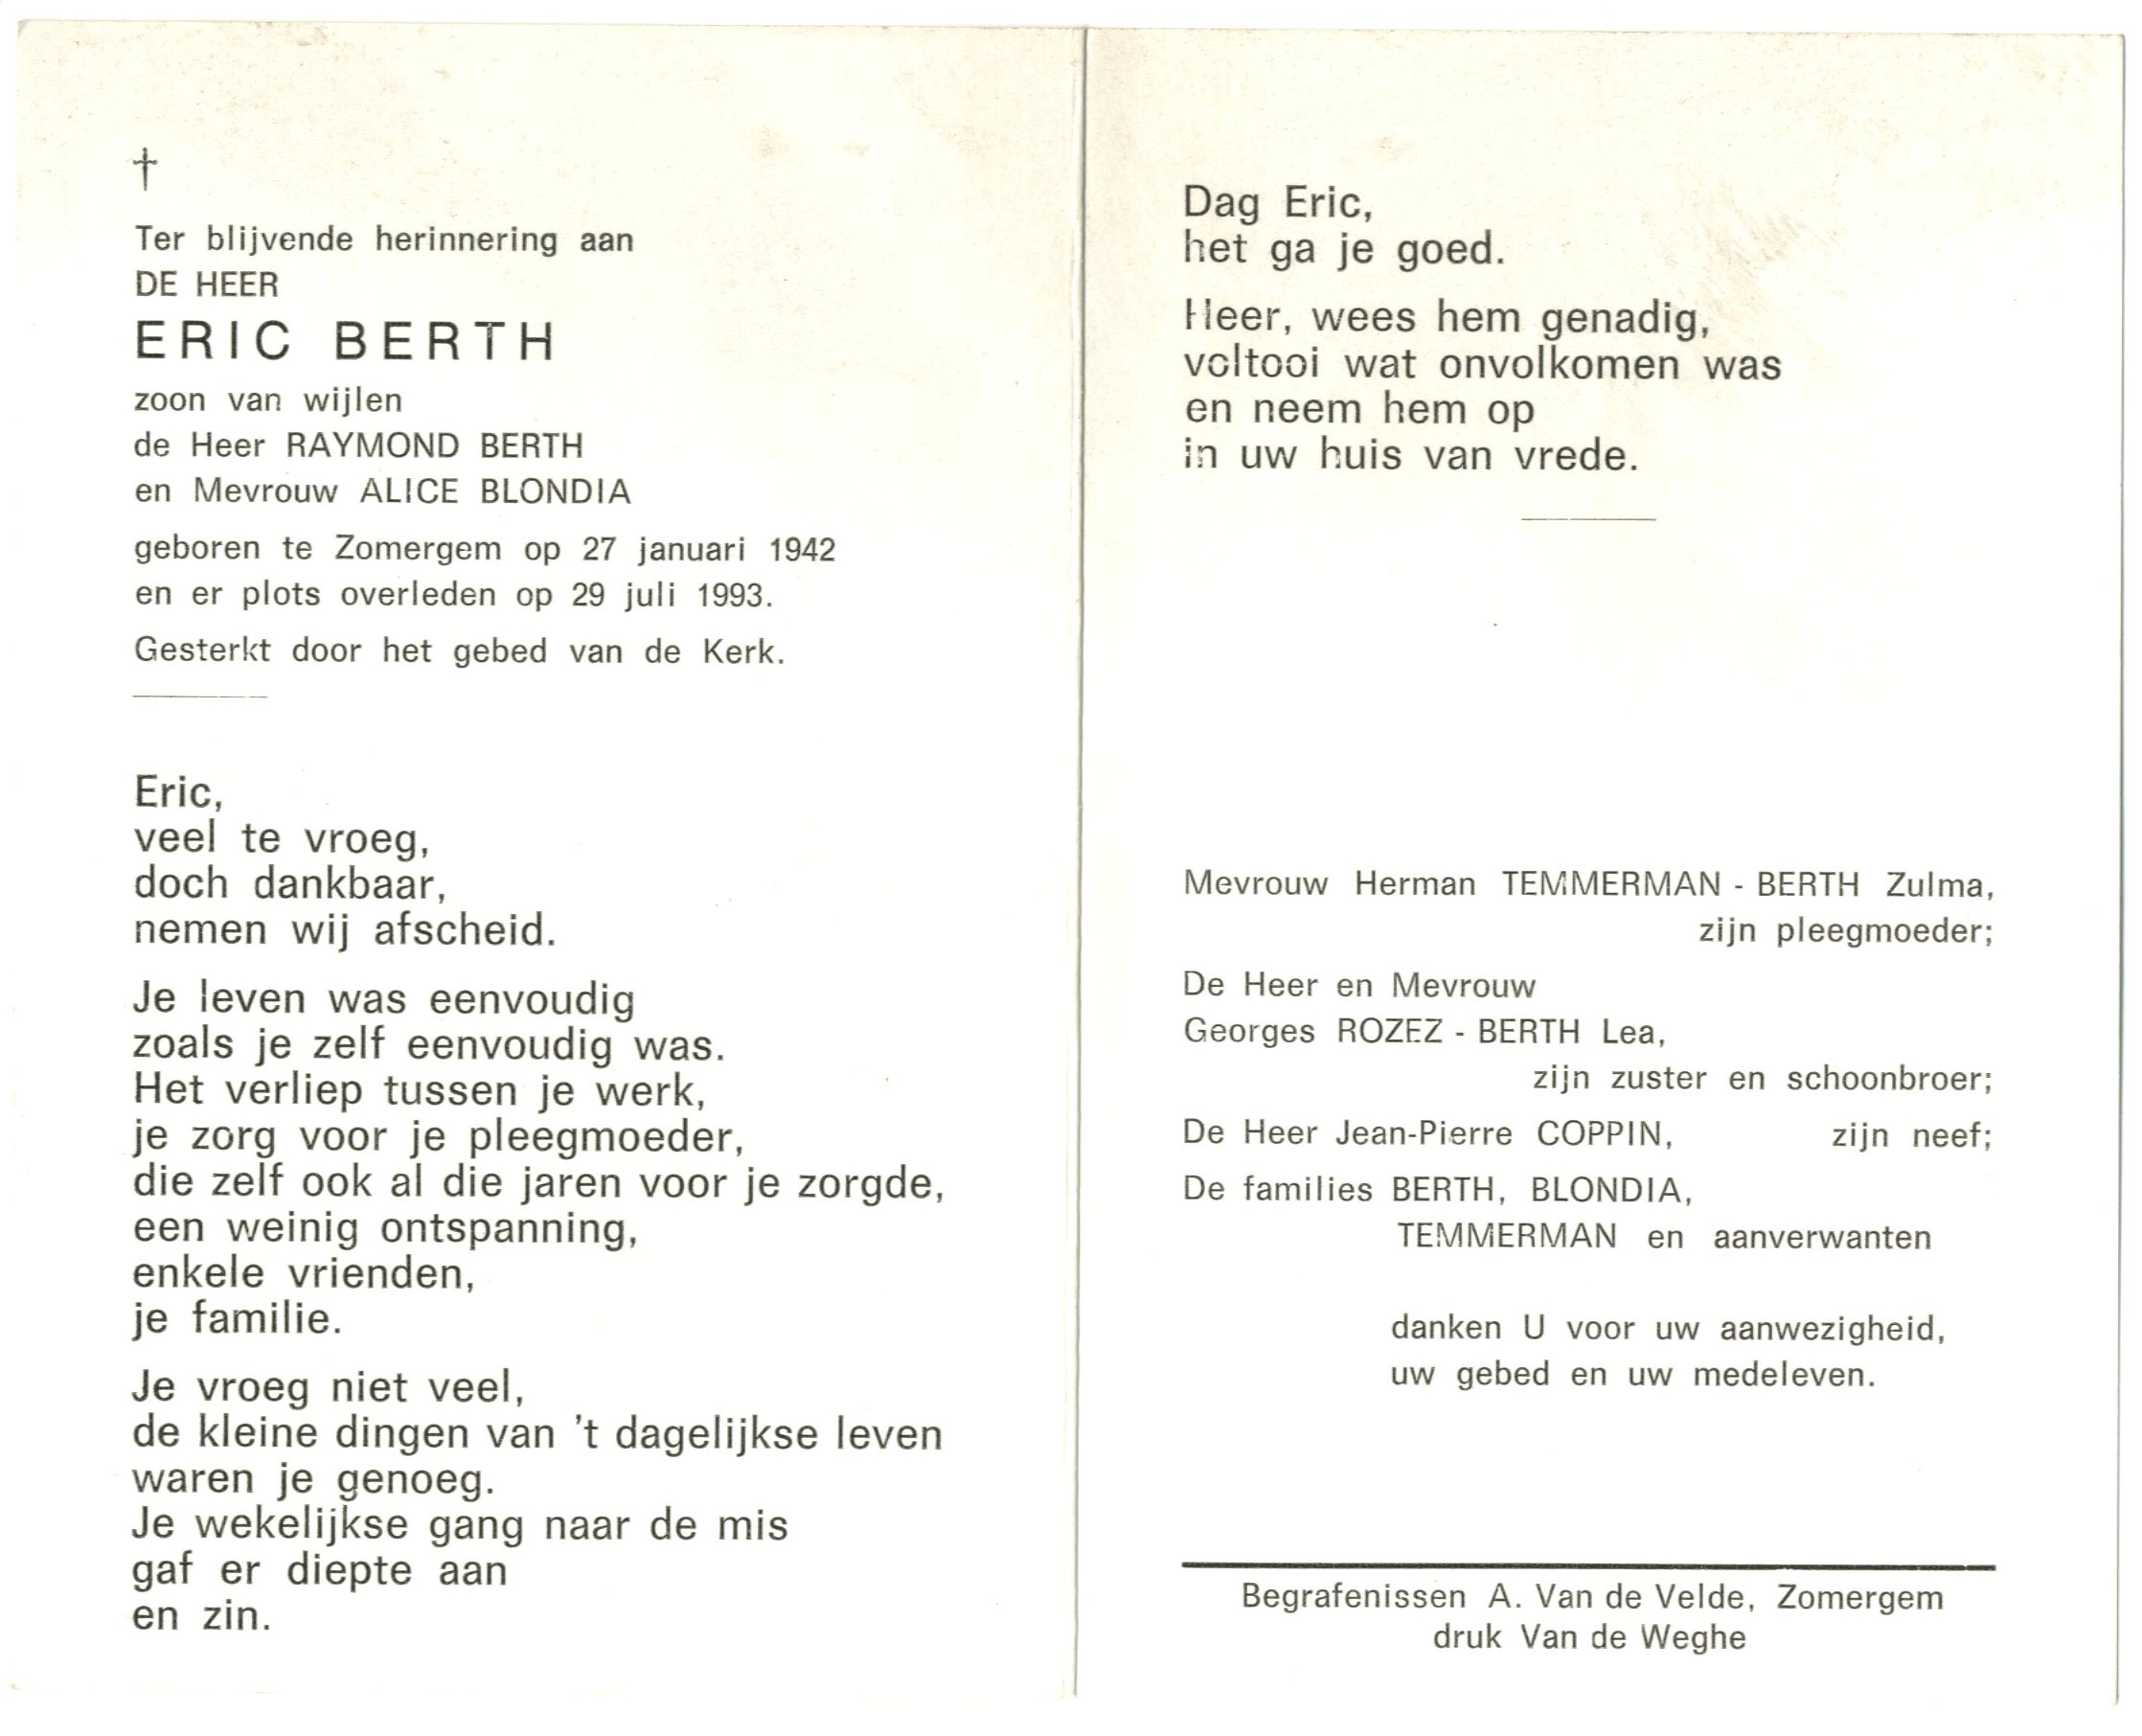 †
Ter blijvende herinnering aan
DE HEER
ERIC BERTH
zoon van wijlen
de Heer RAYMOND BERTH
en Mevrouw ALICE BLONDIA
geboren te Zomergem op 27 januari 1942
en er plots overleden op 29 juli 1993.
Gesterkt door het gebed van de Kerk.
Eric,
veel te vroeg,
doch dankbaar,
nemen wij afscheid.
Je leven was eenvoudig
zoals je zelf eenvoudig was.
Het verliep tussen je werk,
je zorg voor je pleegmoeder,
die zelf ook al die jaren voor je zorgde,
een weinig ontspanning,
enkele vrienden,
je familie.
Je vroeg niet veel,
de kleine dingen van 't dagelijkse leven
waren je genoeg.
Je wekelijkse gang naar de mis
gaf er diepte aan
en zin.
Dag Eric,
het ga je goed.
Heer, wees hem genadig,
voltooi wat onvolkomen was
en neem hem op
in uw huis van vrede.
Mevrouw Herman TEMMERMAN - BERTH Zulma,
zijn pleegmoeder;
De Heer en Mevrouw
Georges ROZEZ - BERTH Lea,
zijn zuster en schoonbroer;
De Heer Jean-Pierre COPPIN, zijn neef;
De families BERTH, BLONDIA,
TEMMERMAN en aanverwanten
danken U voor uw aanwezigheid,
uw gebed en uw medeleven.
Begrafenissen A. Van de Velde, Zomergem
druk Van de Weghe